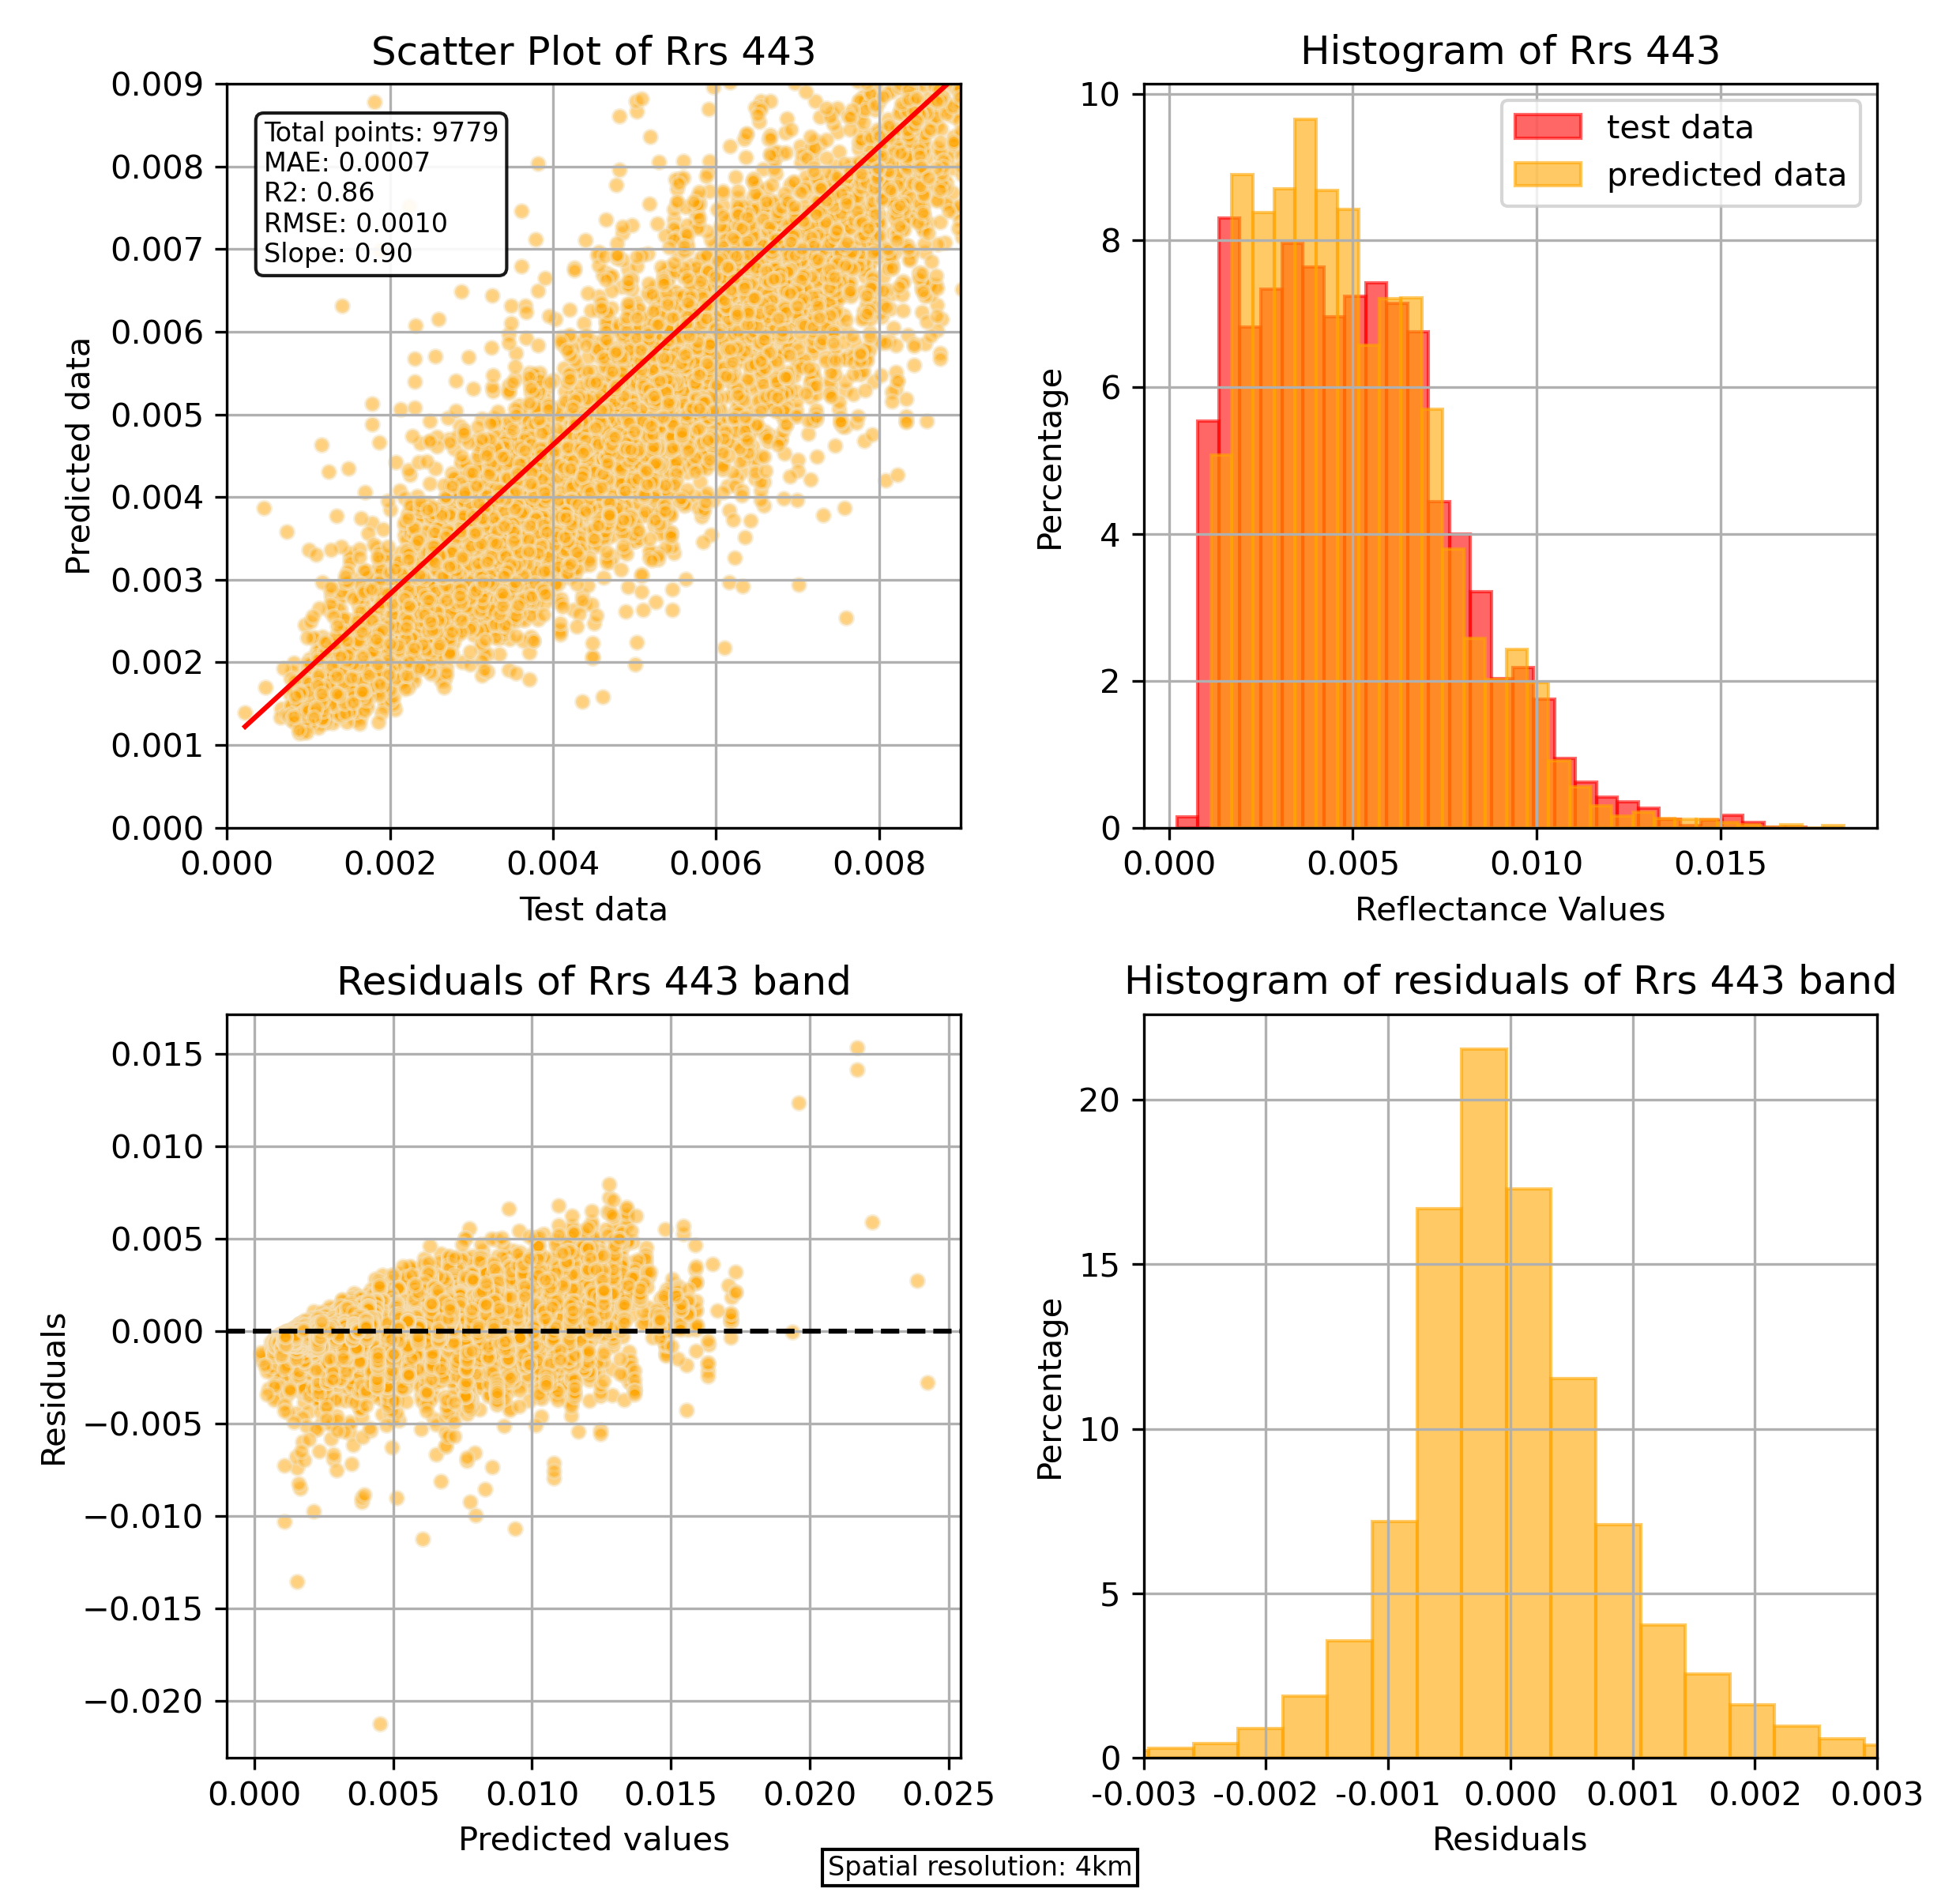 Scatter Plot of Rrs 443
0.009
0.008
0.007
0.006
0.005
0.004
0.003
0.002
0.001
0.000
Predicted data
Total points: 9779
MAE: 0.0007
R2: 0.86
RMSE: 0.0010
Slope: 0.90
0.000 0.002 0.004 0.006 0.008
Test data
Histogram of Rrs 443
10
8
6
4
2
0
Percentage
test data
predicted data
0.000 0.005 0.010 0.015
Reflectance Values
Residuals of Rrs 443 band
0.015
0.010
0.005
0.000
−0.005
−0.010
−0.015
−0.020
Residuals
0.000 0.005 0.010 0.015 0.020 0.025
Predicted values
Histogram of residuals of Rrs 443 band
20
15
10
5
0
Percentage
-0.003 -0.002 -0.001 0.000 0.001 0.002 0.003
Residuals
Spatial resolution: 4km